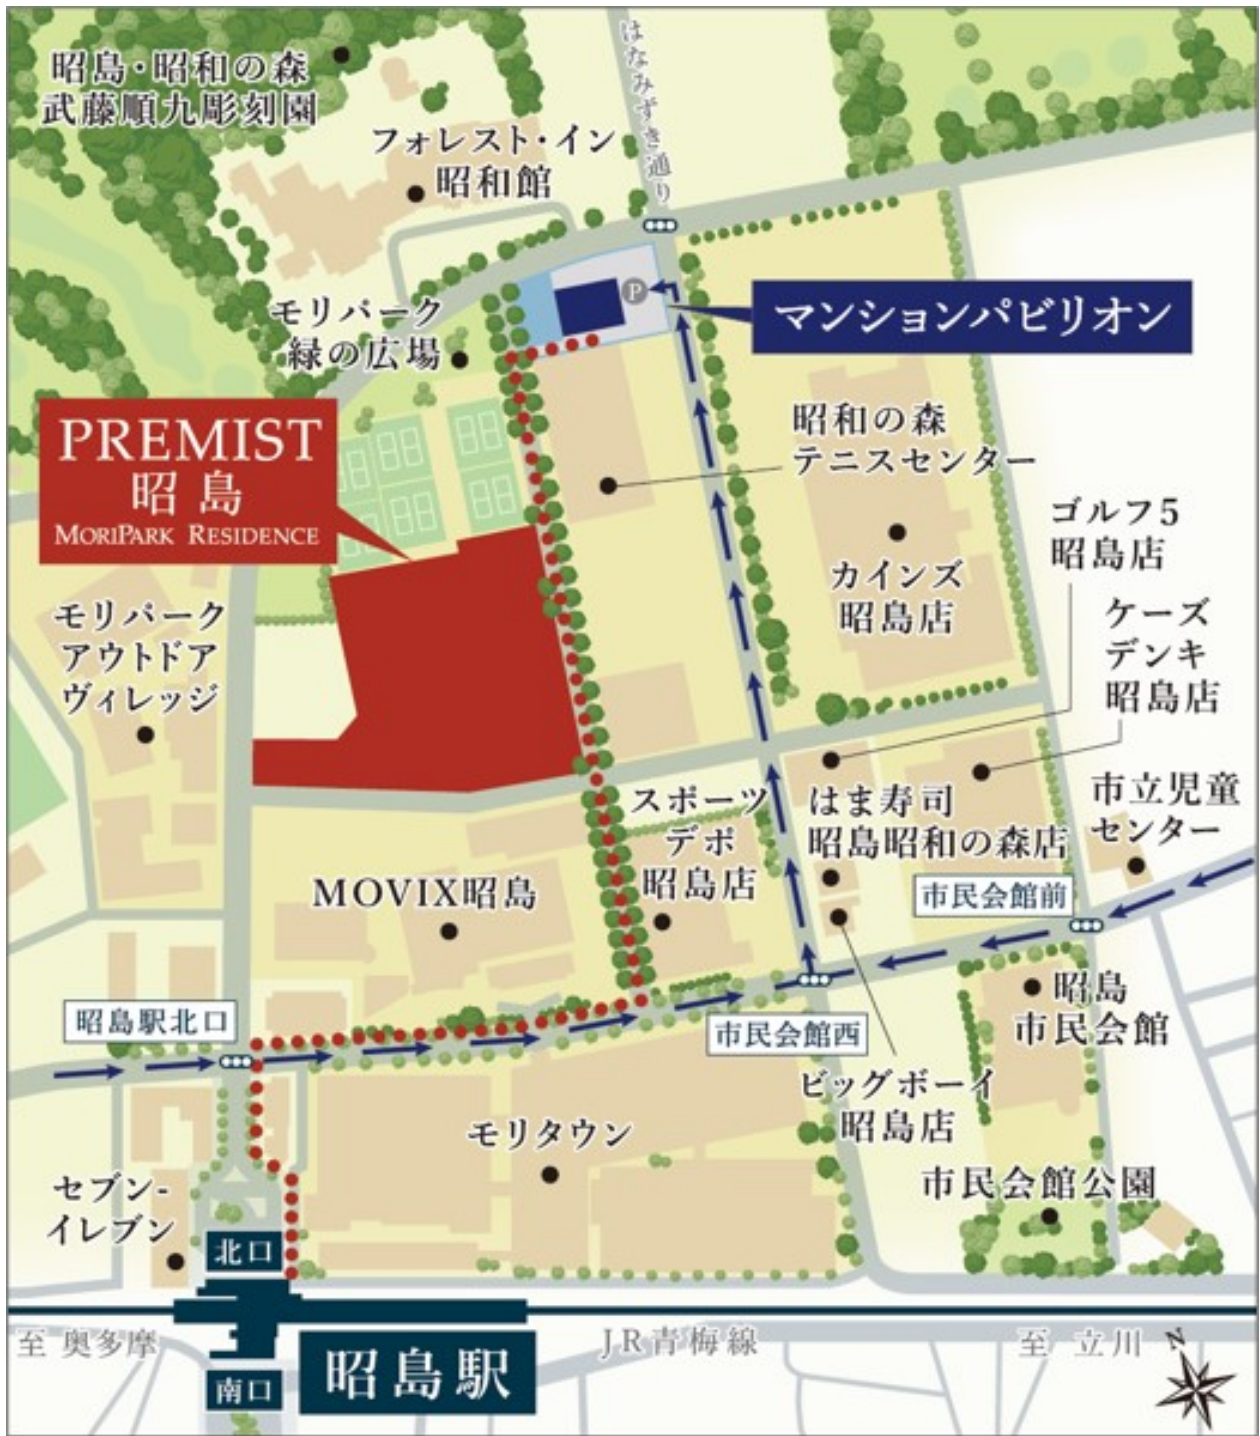 昭島・昭和の森
武藤順九彫刻園
はなみずき通り
フォレスト・イン
昭和館
P
モリパーク
緑の広場
マンションパビリオン
PREMIST
昭島
MORIPARK RESIDENCE
昭和の森
テニスセンター
ゴルフ5
昭島店
カインズ
昭島店
ケーズ
デンキ
昭島店
モリパーク
アウトドア
ヴィレッジ
スポーツ
デポ
昭島店
はま寿司
昭島昭和の森店
市立児童
センター
MOVIX昭島
市民会館前
昭島駅北口
市民会館西
昭島
市民会館
ビッグボーイ
昭島店
モリタウン
市民会館公園
セブン-
イレブン
北口
至 奥多摩
JR青梅線
至 立川
N
昭島駅
南口